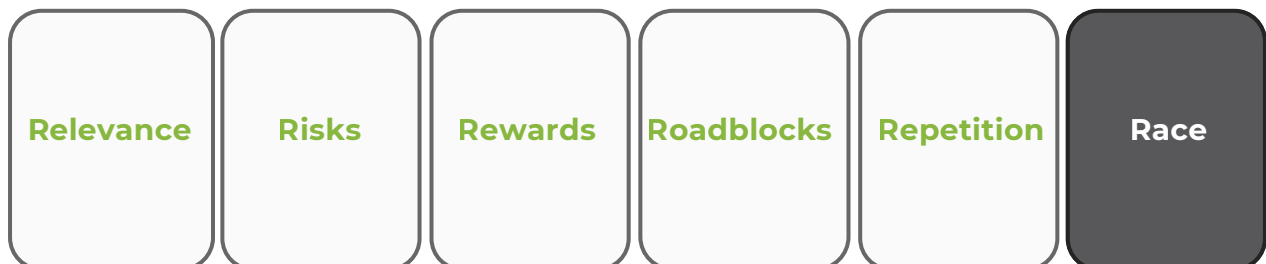 Relevance
Risks
Rewards
Roadblocks
Repetition
Race